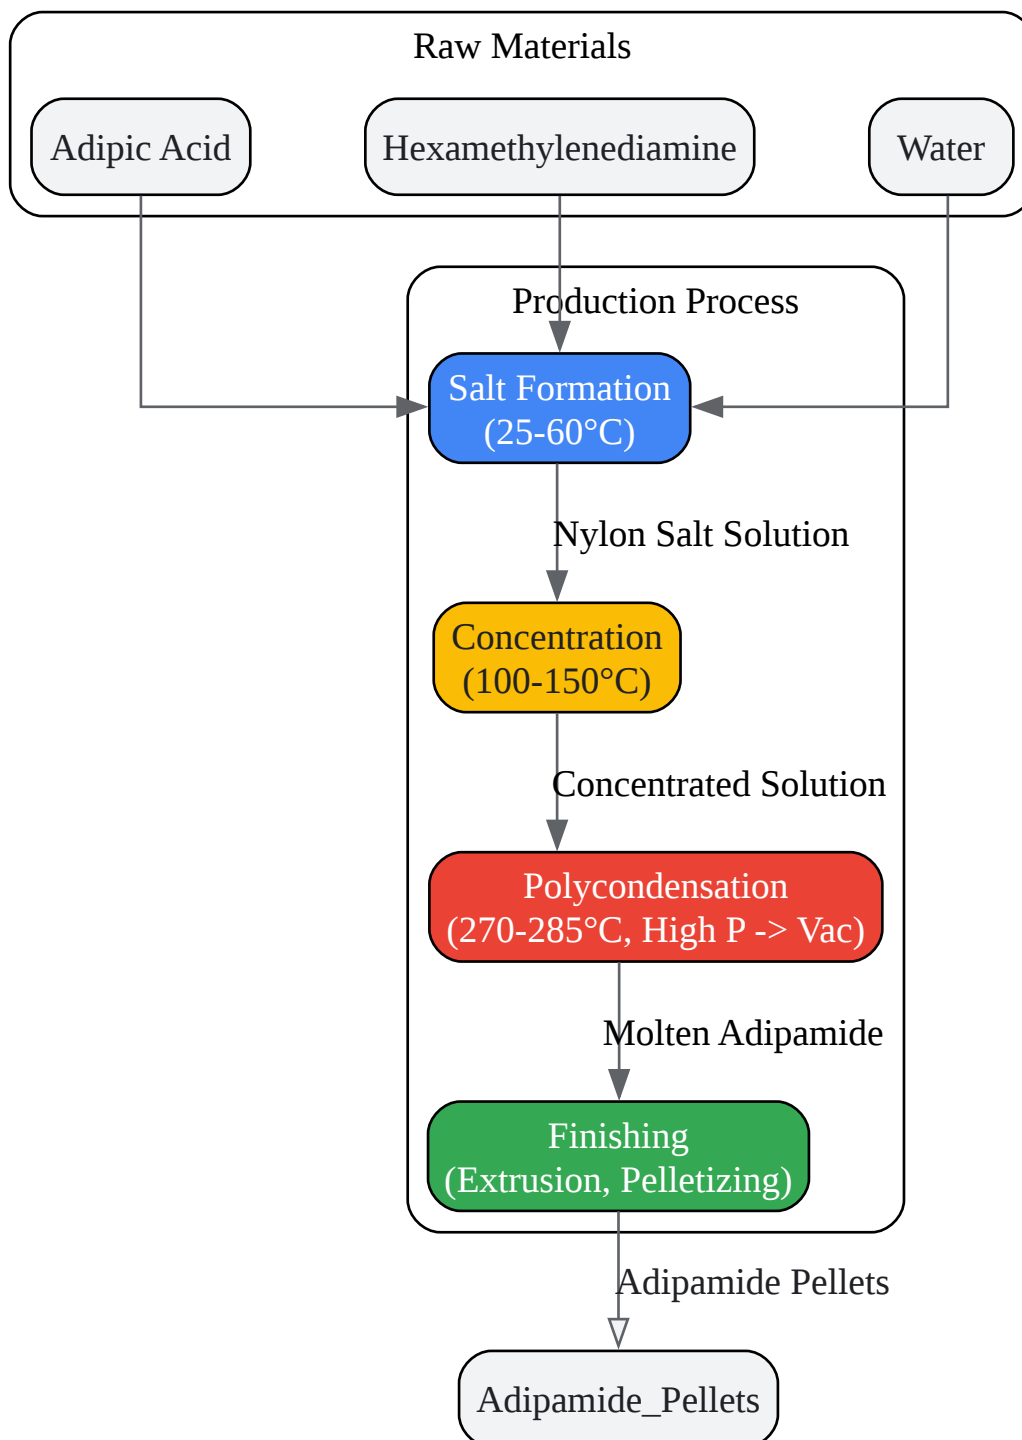 Raw Materials
Adipic Acid
Hexamethylenediamine
Water
Production Process
Salt Formation
(25-60°C)
Nylon Salt Solution
Concentration
(100-150°C)
Concentrated Solution
Polycondensation
(270-285°C, High P -> Vac)
Molten Adipamide
Finishing
(Extrusion, Pelletizing)
Adipamide Pellets
Adipamide_Pellets